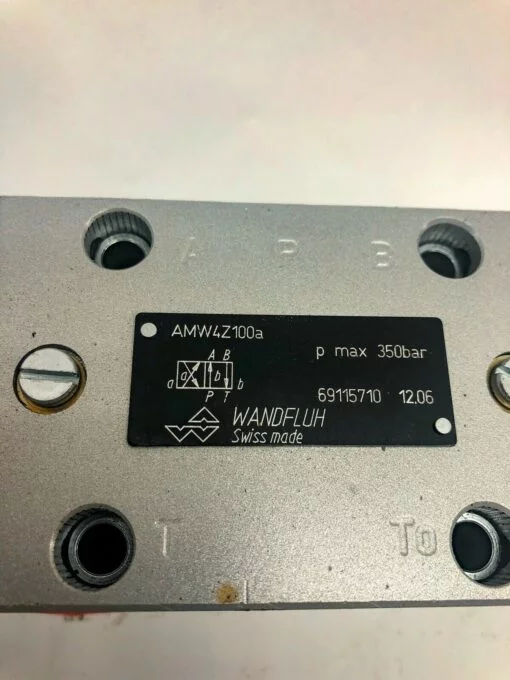 A P B
AMW4Z100a
p max 350bar
A B
a a b b
P T
69115710 12.06
WANDFLUH
Swiss made
T To